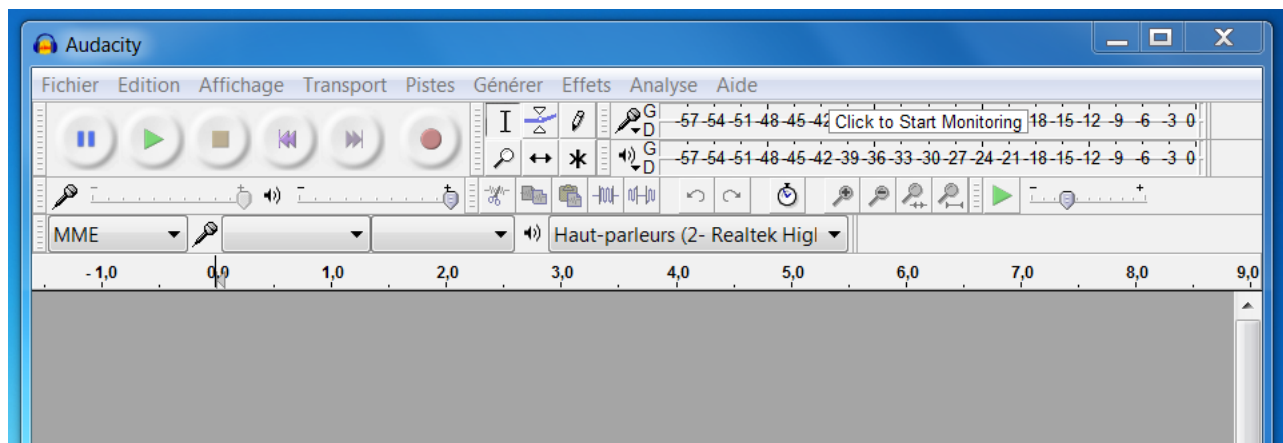 Audacity
Fichier Edition Affichage Transport Pistes Générer Effets Analyse Aide
G
D
-57 -54 -51 -48 -45 -42 Click to Start Monitoring 18 -15 -12 -9 -6 -3 0
G
D
-57 -54 -51 -48 -45 -42 -39 -36 -33 -30 -27 -24 -21 -18 -15 -12 -9 -6 -3 0
- +
- +
- +
MME Haut-parleurs (2- Realtek Higl
- 1,0 0,0 1,0 2,0 3,0 4,0 5,0 6,0 7,0 8,0 9,0